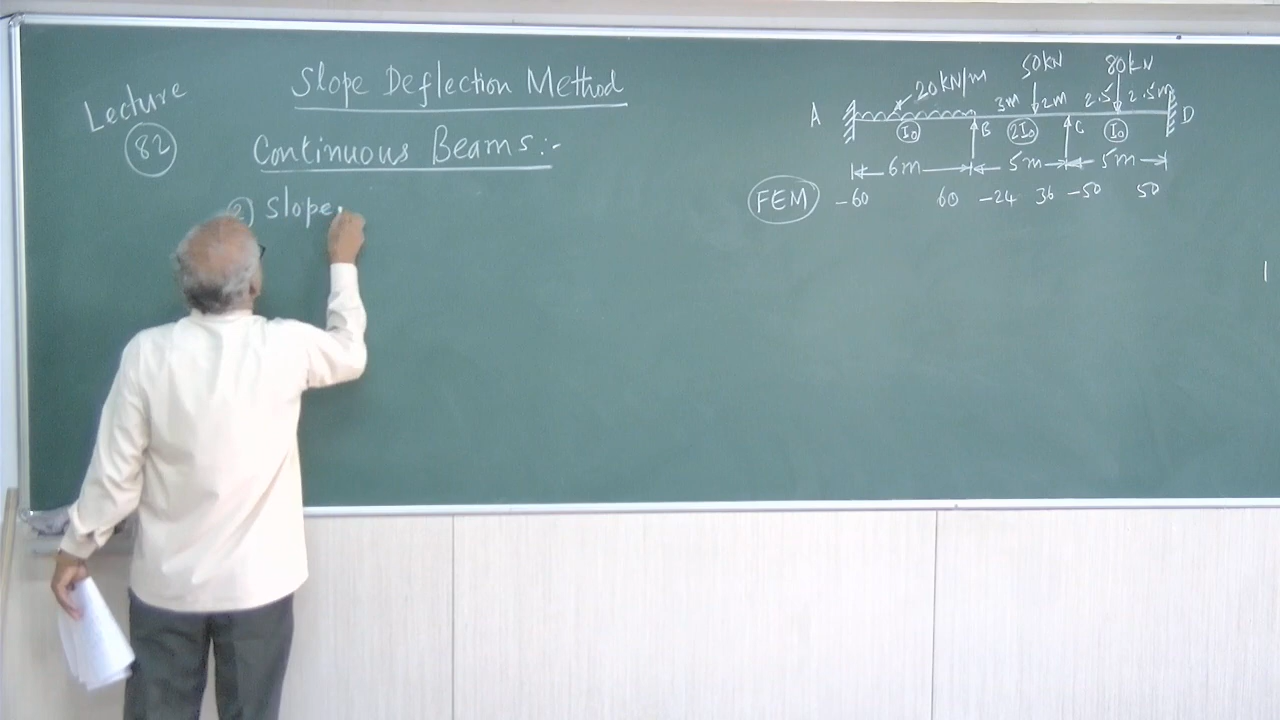 Lecture
82
Slope Deflection Method
Continuous Beams:-
2) Slope
50kN 80kN
20kN/m
3m 2m 2.5 2.5m
A B C D
I₀ 2I₀ I₀
6m 5m 5m
FEM -60 60 -24 36 -50 50